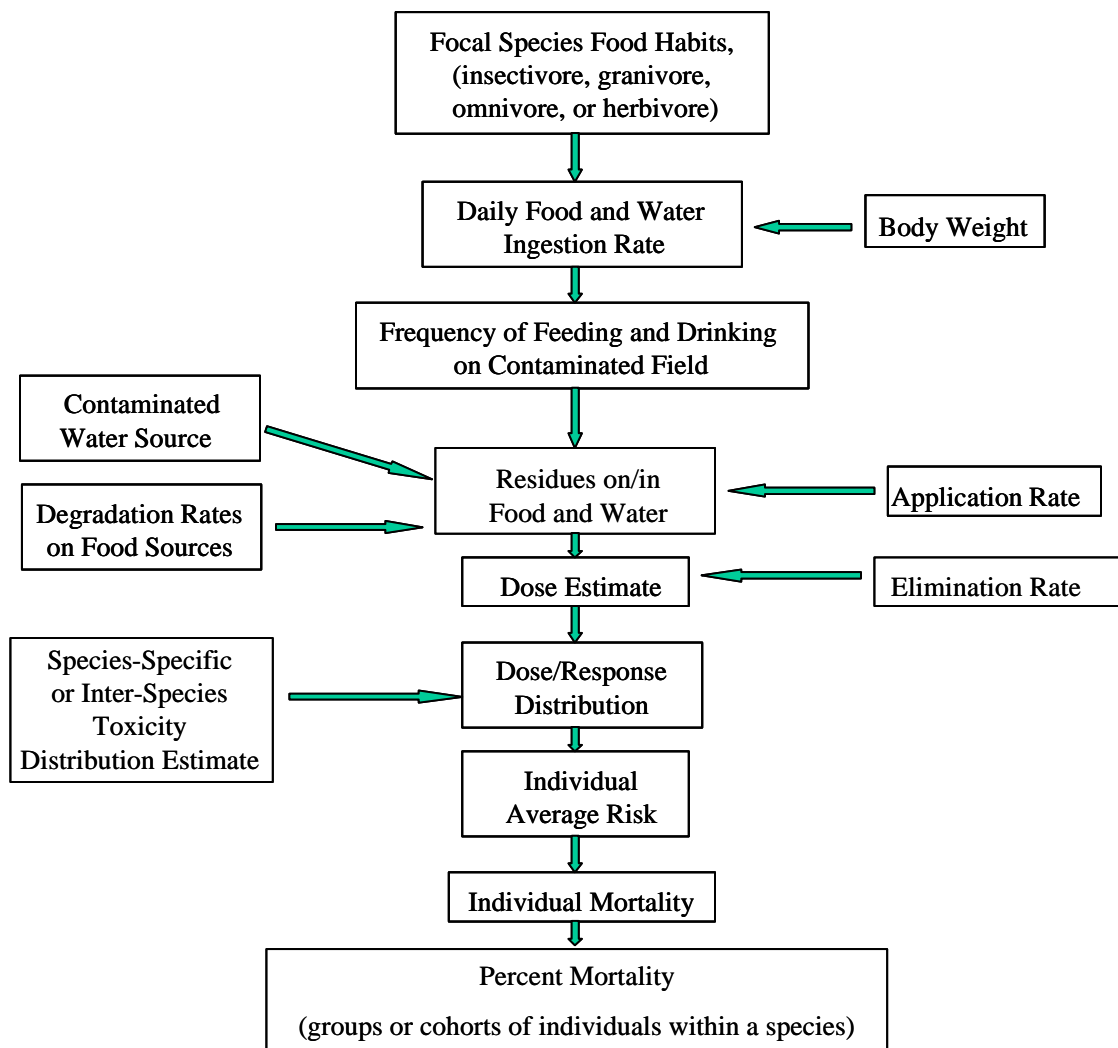 Focal Species Food Habits,
(insectivore, granivore,
omnivore, or herbivore)
Daily Food and Water
Ingestion Rate
Body Weight
Frequency of Feeding and Drinking
on Contaminated Field
Contaminated
Water Source
Residues on/in
Food and Water
Application Rate
Degradation Rates
on Food Sources
Dose Estimate
Elimination Rate
Species-Specific
or Inter-Species
Toxicity
Distribution Estimate
Dose/Response
Distribution
Individual
Average Risk
Individual Mortality
Percent Mortality
(groups or cohorts of individuals within a species)